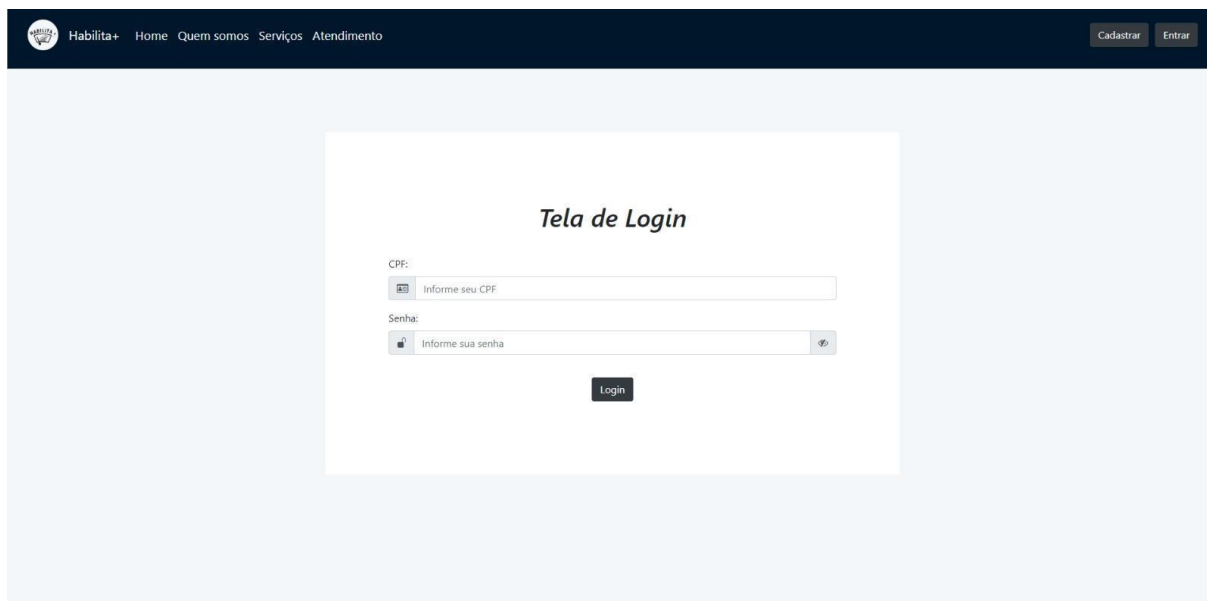 HABILITA+
Habilita+ Home Quem somos Serviços Atendimento Cadastrar Entrar
Tela de Login
CPF:
Informe seu CPF
Senha:
Informe sua senha
Login